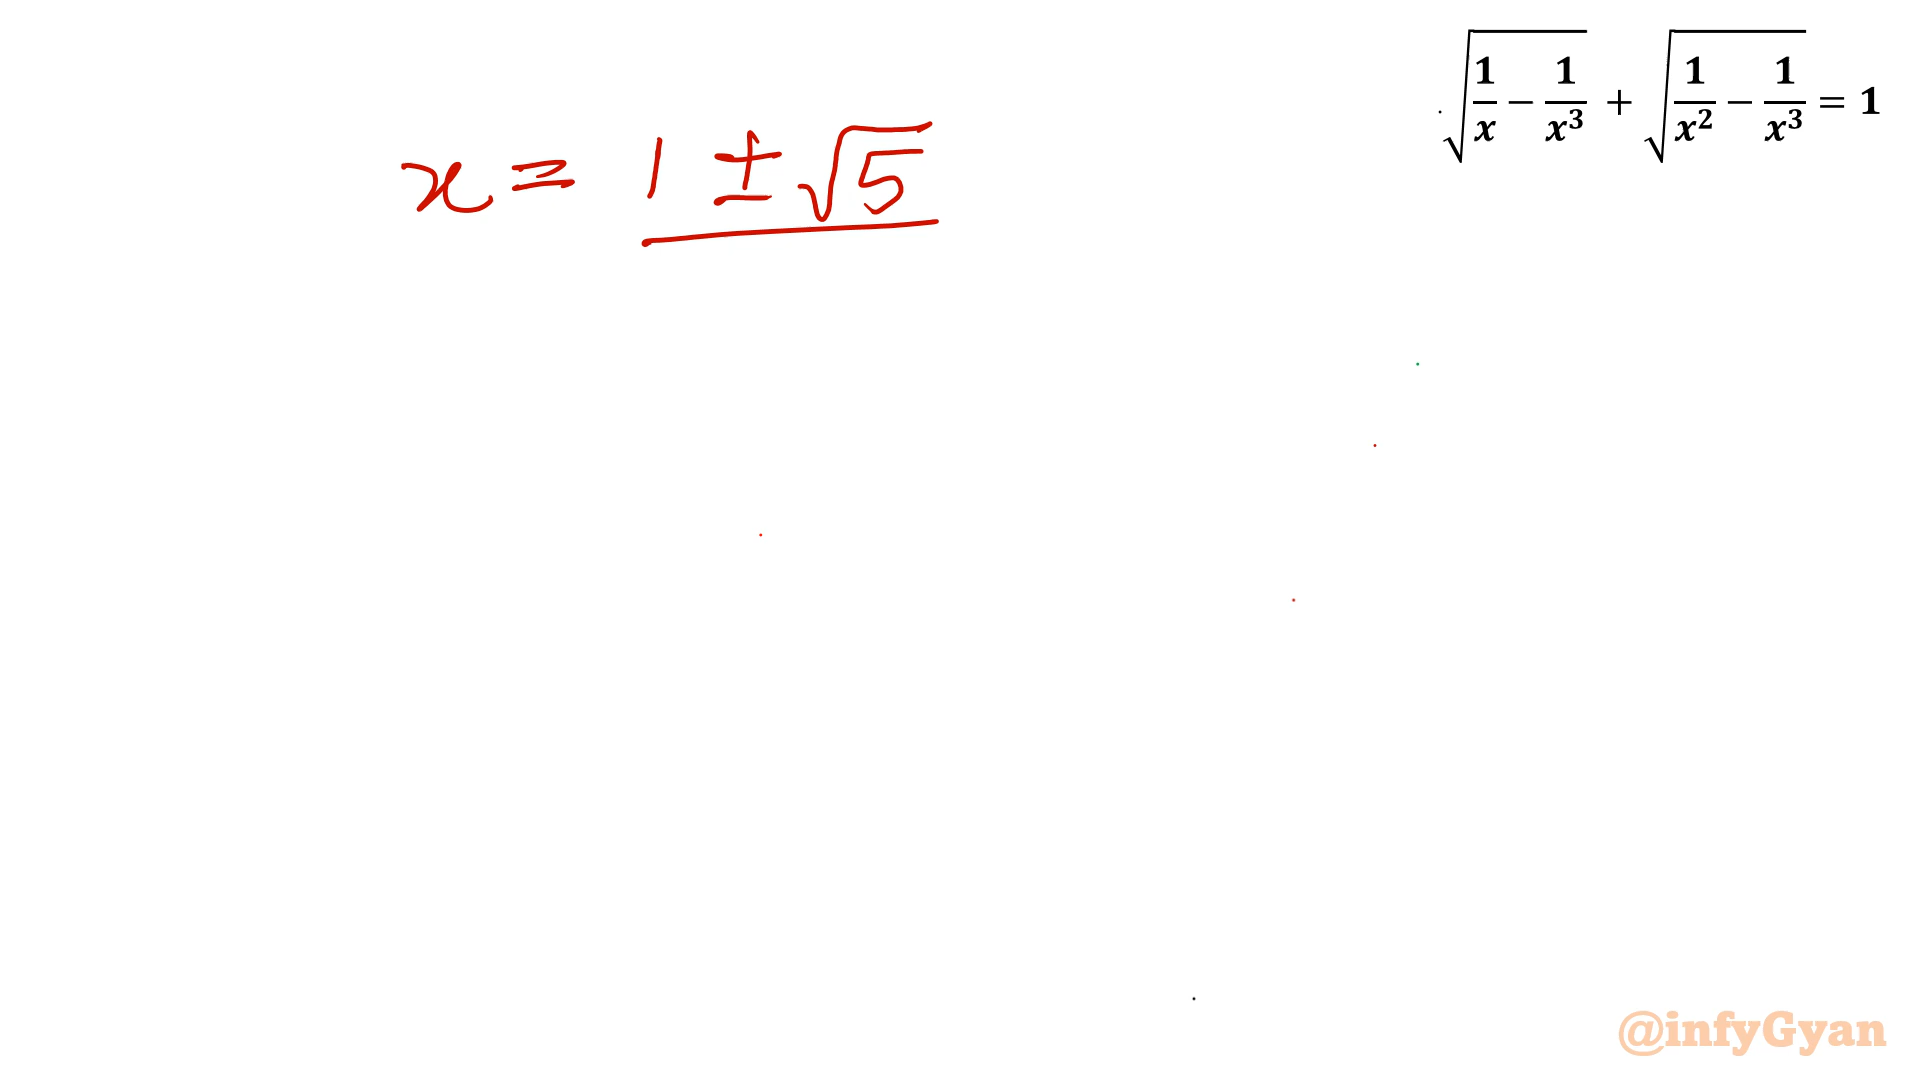 √(1/x − 1/x³) + √(1/x² − 1/x³) = 1
x = 1 ± √5
@infyGyan